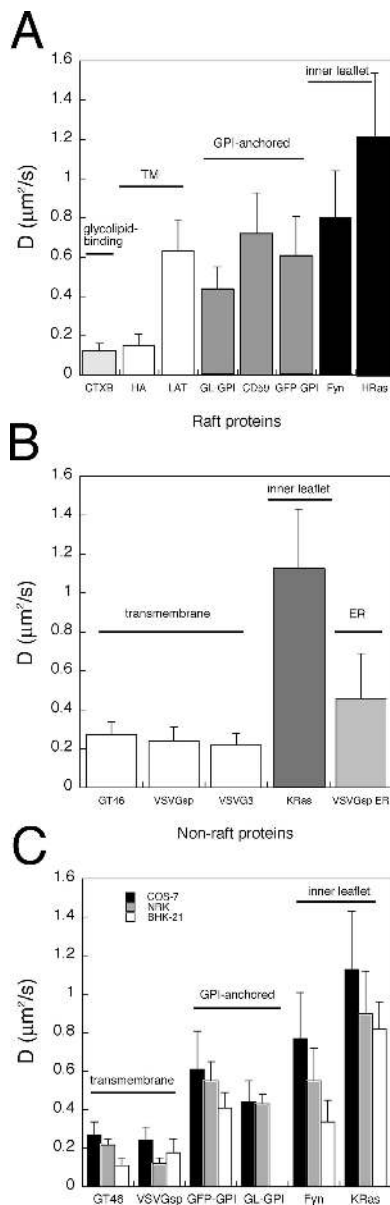 A
D (μm²/s)
1.6
1.4
1.2
1
0.8
0.6
0.4
0.2
0
inner leaflet
GPI-anchored
TM
glycolipid-
binding
CTXB HA LAT GL GPI CD59 GFP GPI Fyn HRas
Raft proteins
B
D (μm²/s)
1.6
1.4
1.2
1
0.8
0.6
0.4
0.2
0
inner leaflet
transmembrane
ER
GT46 VSVGsp VSVG3 KRas VSVGsp ER
Non-raft proteins
C
D (μm²/s)
1.6
1.4
1.2
1
0.8
0.6
0.4
0.2
0
COS-7
NRK
BHK-21
inner leaflet
GPI-anchored
transmembrane
GT46 VSVGsp GFP-GPI GL-GPI Fyn KRas